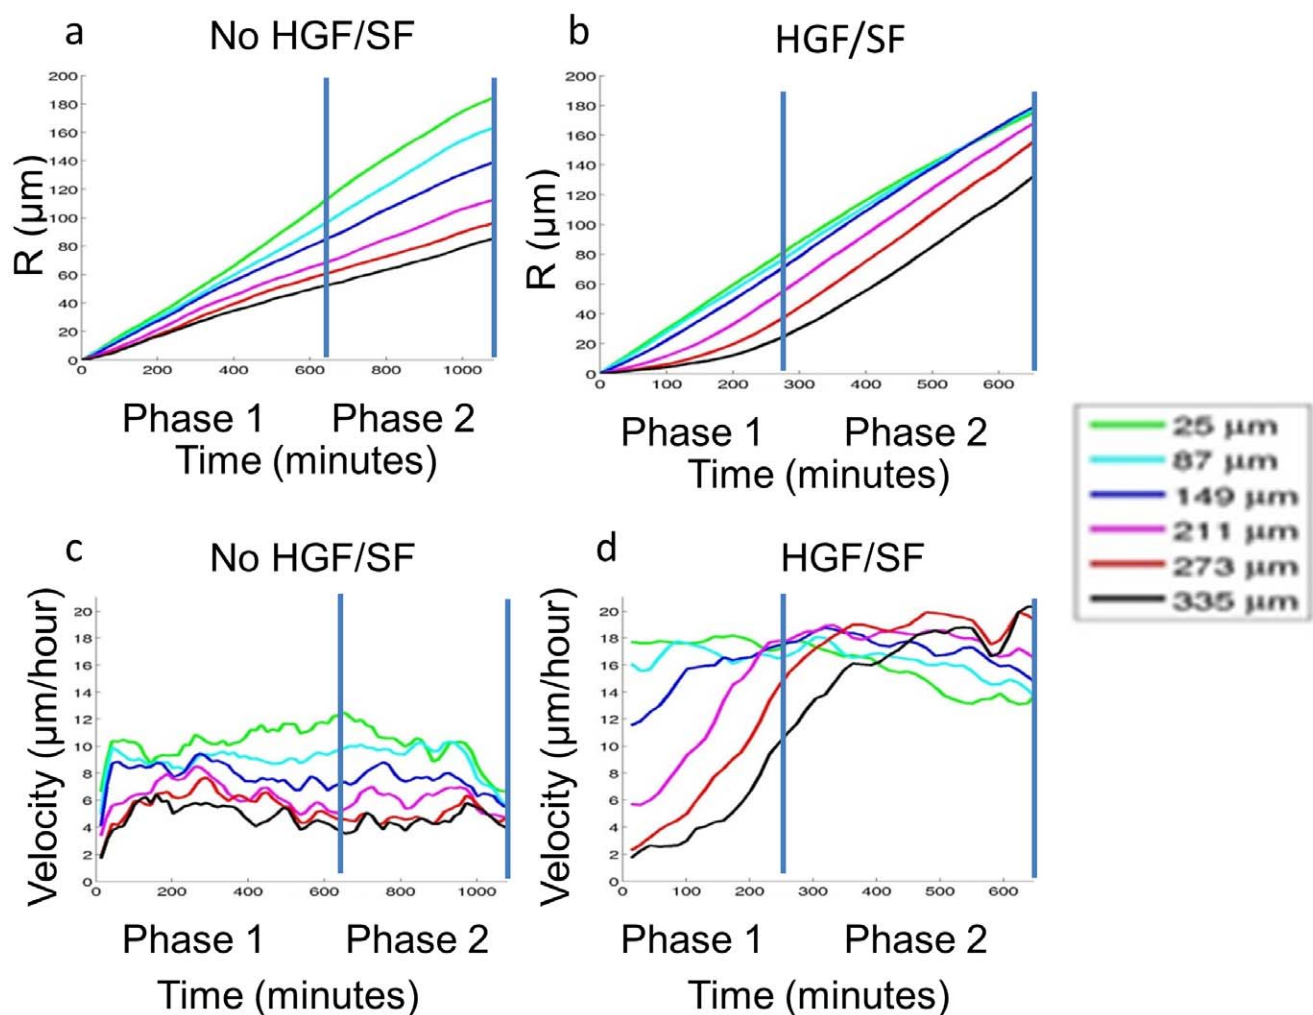 a
No HGF/SF
200
180
160
140
120
100
80
60
40
20
0
R (μm)
0 200 400 600 800 1000
Phase 1 Phase 2
Time (minutes)
b
HGF/SF
200
180
160
140
120
100
80
60
40
20
0
R (μm)
0 100 200 300 400 500 600
Phase 1 Phase 2
Time (minutes)
25 μm
87 μm
149 μm
211 μm
273 μm
335 μm
c
No HGF/SF
20
18
16
14
12
10
8
6
4
2
0
Velocity (μm/hour)
0 200 400 600 800 1000
Phase 1 Phase 2
Time (minutes)
d
HGF/SF
20
18
16
14
12
10
8
6
4
2
0
Velocity (μm/hour)
0 100 200 300 400 500 600
Phase 1 Phase 2
Time (minutes)